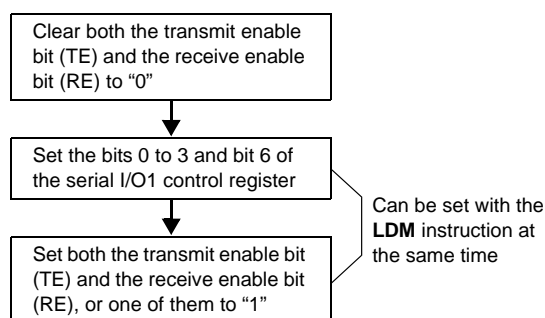 Clear both the transmit enable
bit (TE) and the receive enable
bit (RE) to “0”
Set the bits 0 to 3 and bit 6 of
the serial I/O1 control register
Can be set with the
LDM instruction at
the same time
Set both the transmit enable bit
(TE) and the receive enable bit
(RE), or one of them to “1”